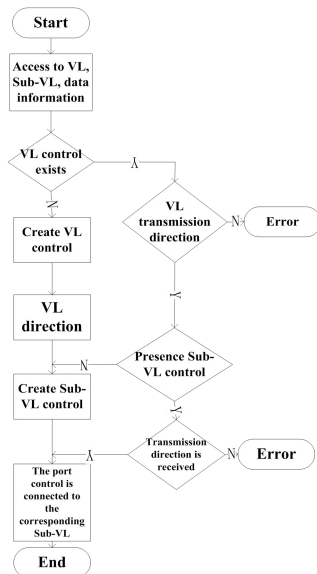 Start
Access to VL,
Sub-VL, data
information
VL control
exists
Y
N
VL
transmission
direction
N
Error
Create VL
control
Y
VL
direction
Presence Sub-
VL control
N
Create Sub-
VL control
Y
Transmission
direction is
received
N
Error
Y
The port
control is
connected to
the
corresponding
Sub-VL
End